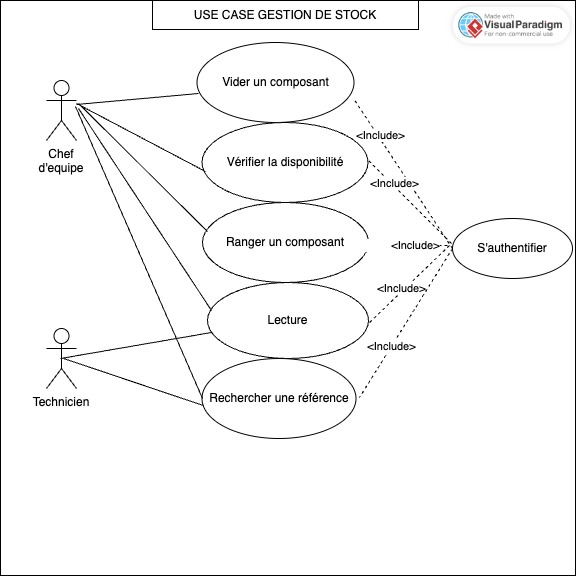 USE CASE GESTION DE STOCK
Made with
Visual Paradigm
For non-commercial use
Vider un composant
<Include>
Chef
d'equipe
Vérifier la disponibilité
<Include>
Ranger un composant
<Include>
S'authentifier
<Include>
Lecture
<Include>
Technicien
Rechercher une référence